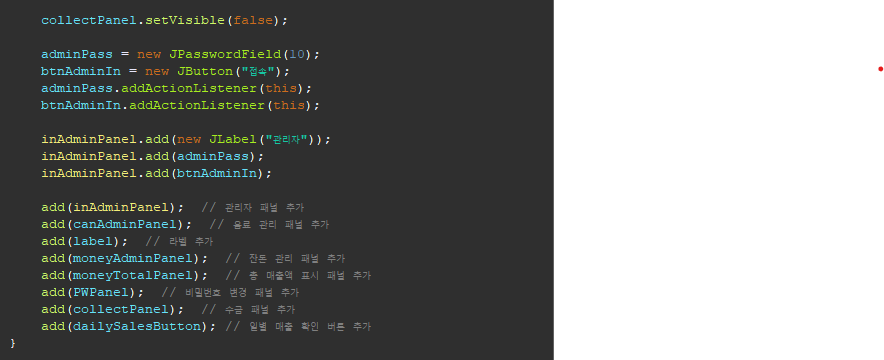 collectPanel.setVisible(false);
adminPass = new JPasswordField(10);
btnAdminIn = new JButton("접속");
adminPass.addActionListener(this);
btnAdminIn.addActionListener(this);
inAdminPanel.add(new JLabel("관리자"));
inAdminPanel.add(adminPass);
inAdminPanel.add(btnAdminIn);
add(inAdminPanel);  // 관리자 패널 추가
add(canAdminPanel);  // 음료 관리 패널 추가
add(label);  // 라벨 추가
add(moneyAdminPanel);  // 잔돈 관리 패널 추가
add(moneyTotalPanel);  // 총 매출액 표시 패널 추가
add(PWPanel);  // 비밀번호 변경 패널 추가
add(collectPanel);  // 수금 패널 추가
add(dailySalesButton); // 일별 매출 확인 버튼 추가
}